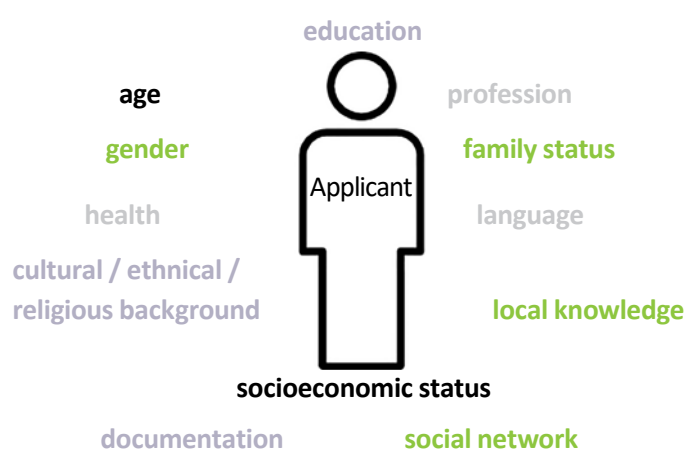 education
age
profession
gender
family status
Applicant
health
language
cultural / ethnical /
religious background
local knowledge
socioeconomic status
documentation
social network